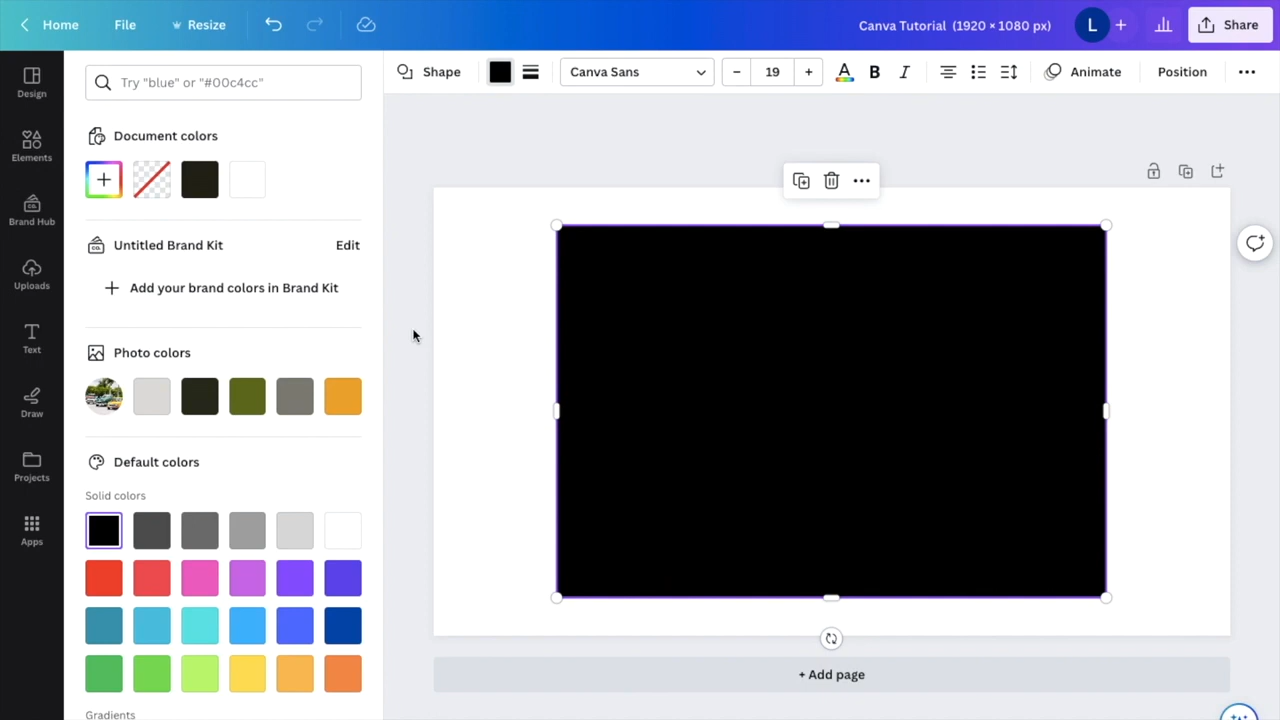 Home File Resize Canva Tutorial (1920 × 1080 px) L Share
Try "blue" or "#00c4cc" Shape Canva Sans 19 A B I Animate Position
Design
Document colors
Elements
Brand Hub
Untitled Brand Kit Edit
Uploads
Add your brand colors in Brand Kit
Text
Photo colors
Draw
Projects
Default colors
Solid colors
Apps
+ Add page
Gradients